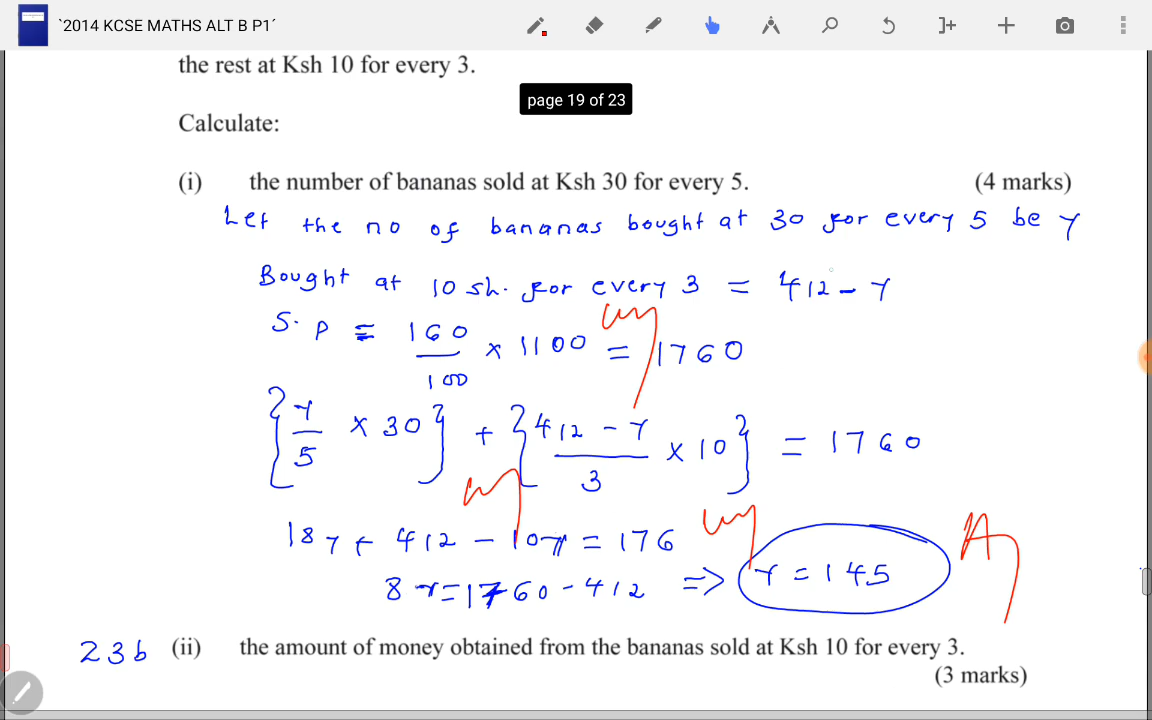 `2014 KCSE MATHS ALT B P1´
the rest at Ksh 10 for every 3.
page 19 of 23
Calculate:
(i) the number of bananas sold at Ksh 30 for every 5. (4 marks)
Let the no of bananas bought at 30 for every 5 be r
Bought at 10 sh. for every 3 = 412 - r
S.P = 160/100 x 1100 = 1760
{r/5 x 30} + {412 - r/3 x 10} = 1760
18r + 412 - 10r = 176
8r = 1760 - 412 => r = 145
23b (ii) the amount of money obtained from the bananas sold at Ksh 10 for every 3.
(3 marks)